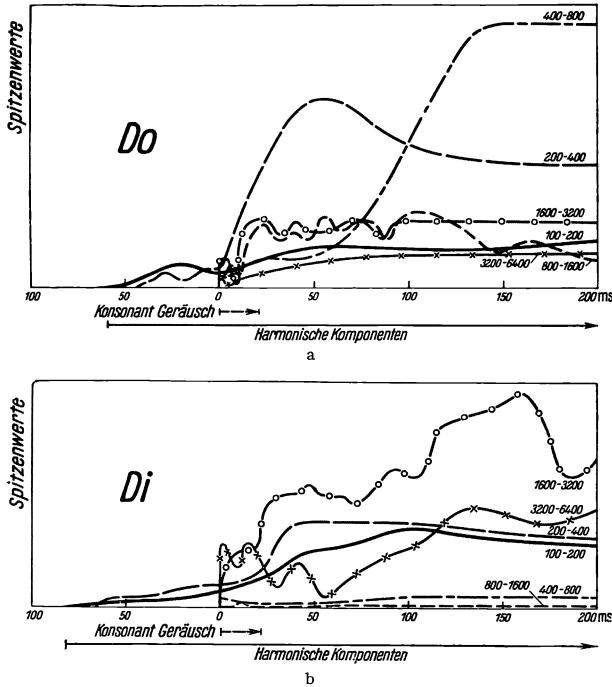 Spitzenwerte
Do
400-800
200-400
1600-3200
100-200
3200-6400
800-1600
100 50 0 50 100 150 200 ms
Konsonant Geräusch
Harmonische Komponenten
a
Spitzenwerte
Di
1600-3200
3200-6400
200-400
100-200
800-1600 400-800
100 50 0 50 100 150 200 ms
Konsonant Geräusch
Harmonische Komponenten
b